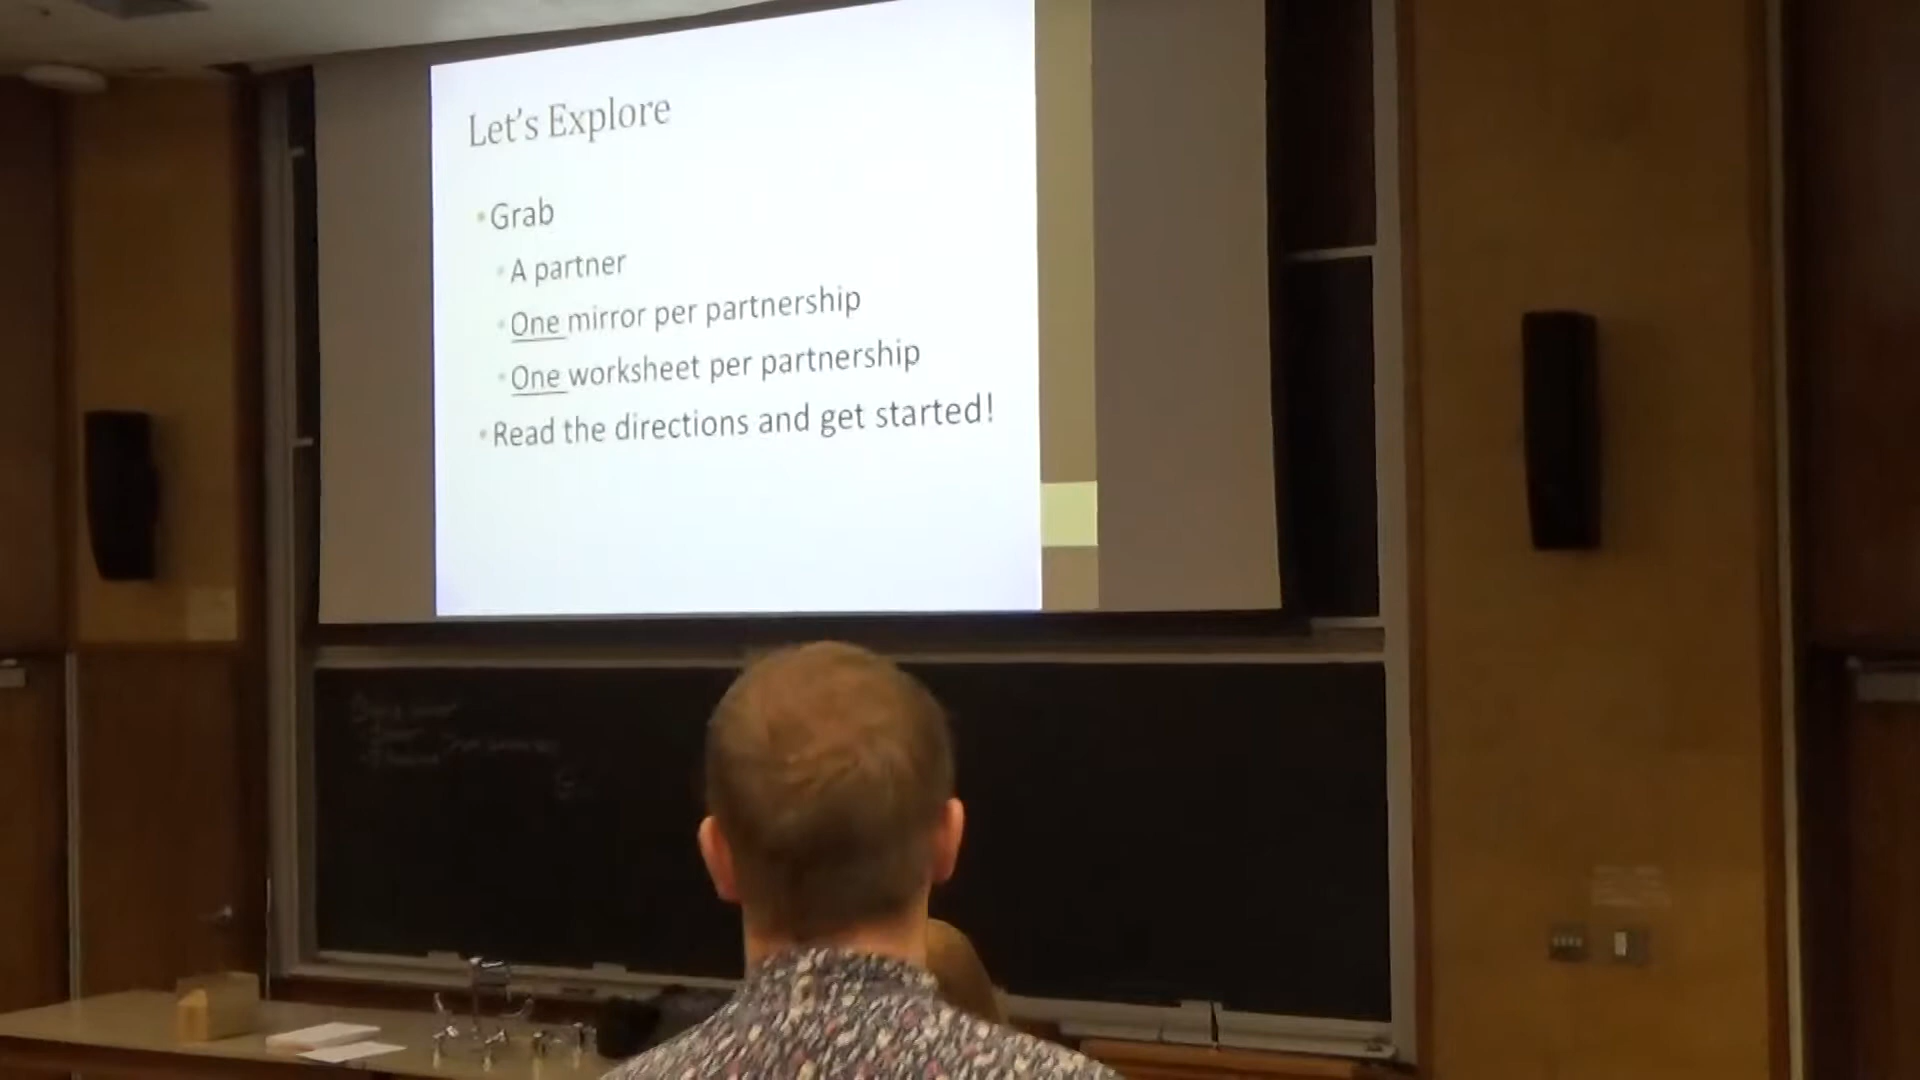 Let's Explore
Grab
A partner
One mirror per partnership
One worksheet per partnership
Read the directions and get started!